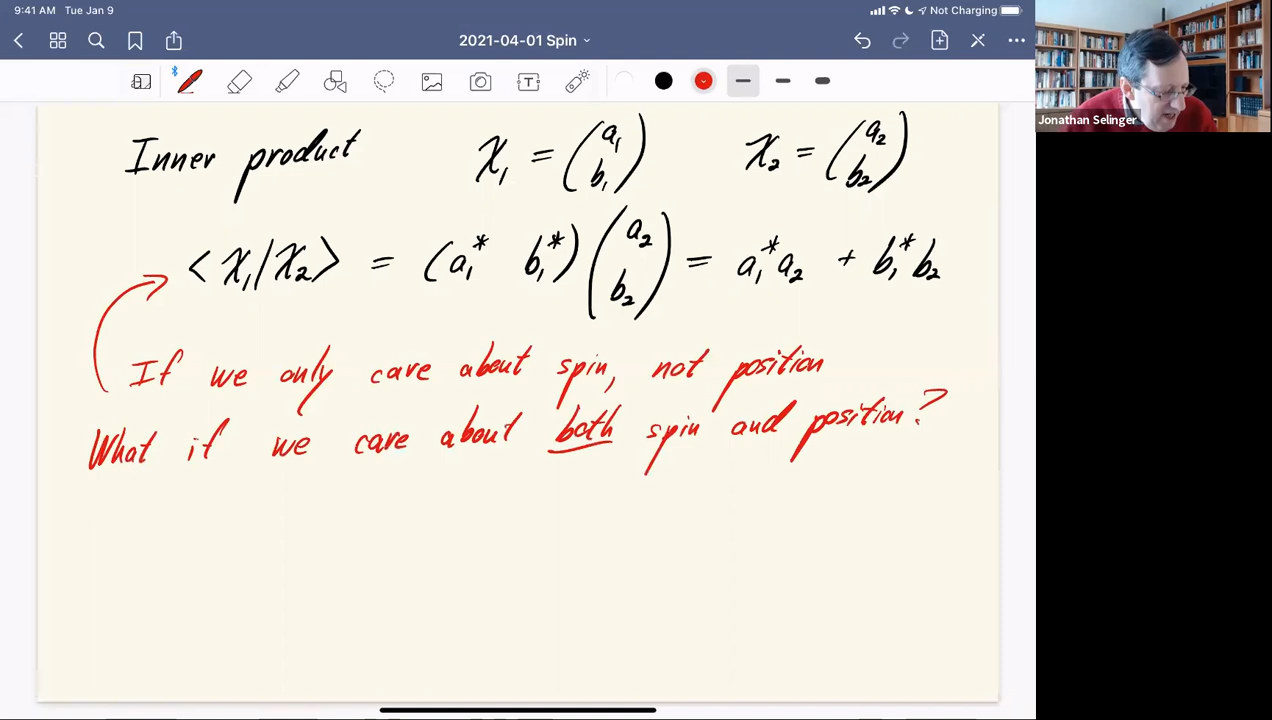 9:41 AM Tue Jan 9
Not Charging
2021-04-01 Spin
T
Jonathan Selinger
Inner product χ₁ = (a₁ b₁) χ₂ = (a₂ b₂)
<χ₁|χ₂> = (a₁* b₁*) (a₂ b₂) = a₁*a₂ + b₁*b₂
If we only care about spin, not position
What if we care about both spin and position?